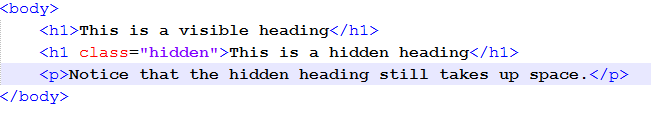 <body>
<h1>This is a visible heading</h1>
<h1 class="hidden">This is a hidden heading</h1>
<p>Notice that the hidden heading still takes up space.</p>
</body>